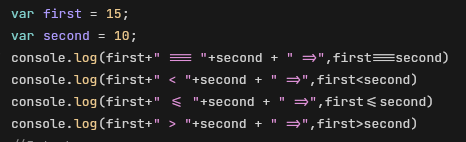 var first = 15;
var second = 10;
console.log(first+" === "+second + " =>",first===second)
console.log(first+" < "+second + " =>",first<second)
console.log(first+" <= "+second + " =>",first<=second)
console.log(first+" > "+second + " =>",first>second)